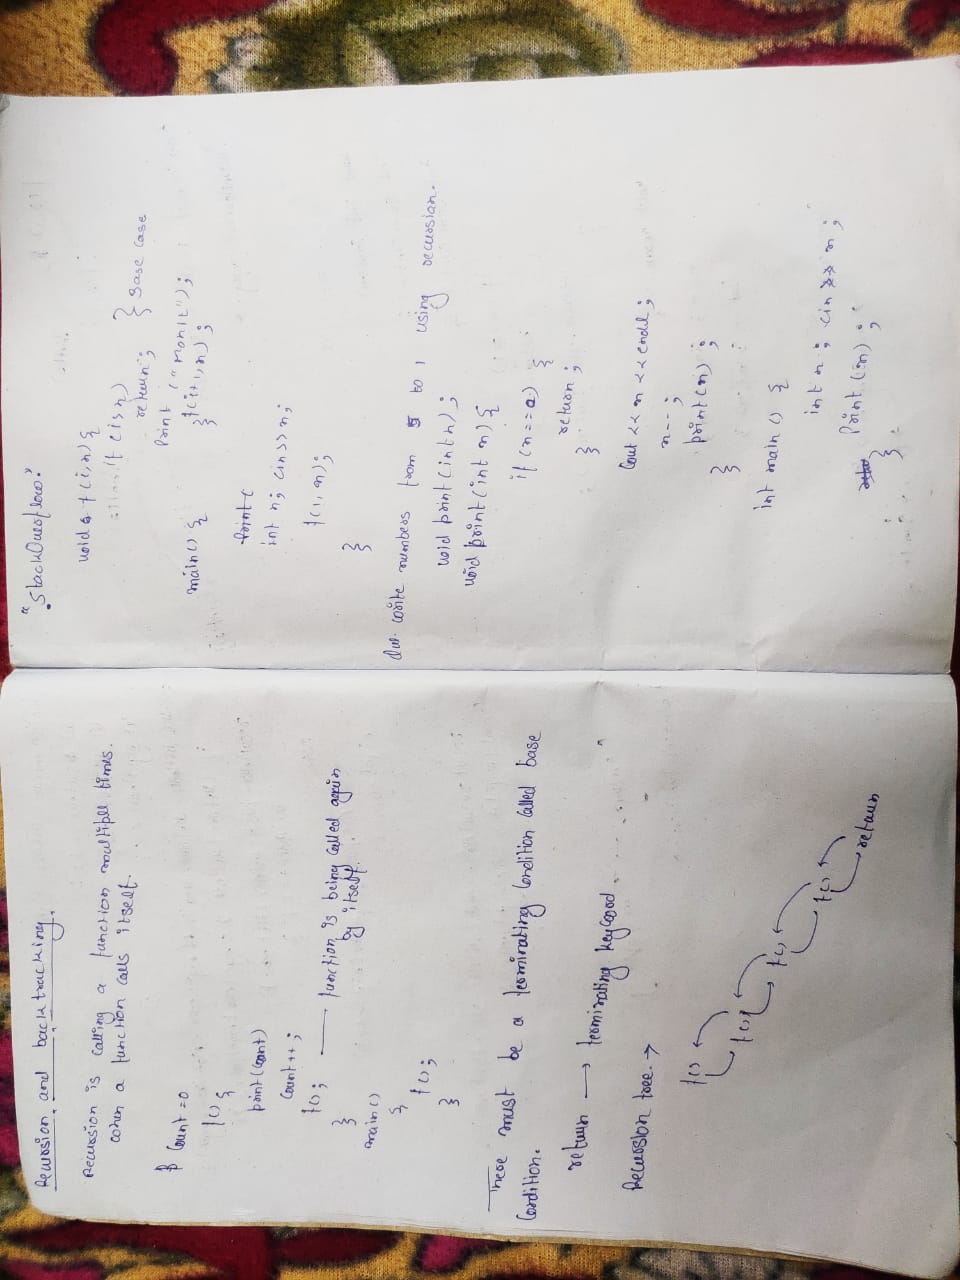 Recursion and backtracking.
Recursion is calling a function multiple times.
when a function calls itself.
Count = 0
f() {
print(count)
Count++;
f(); ⟶ function is being called again
by itself.
}
main()
{
f();
}
There must be a terminating condition called base
Condition.
return ⟶ terminating keyword
Recursion tree. →
f()
f()
f()
f()
return
"StackOverflow."
void f(i,n) {
if (i>n)
return; } Base Case
Print ("Monit");
f(i+1,n);
}
main() {
int n; cin>>n;
f(1,n);
}
Que. write numbers from 5 to 1 using recursion.
void print(int n);
void print(int n) {
if (n==0) {
return;
}
Cout << n << endl;
n--;
print(n);
}
int main() {
int n; cin >> n;
Print(n);
}